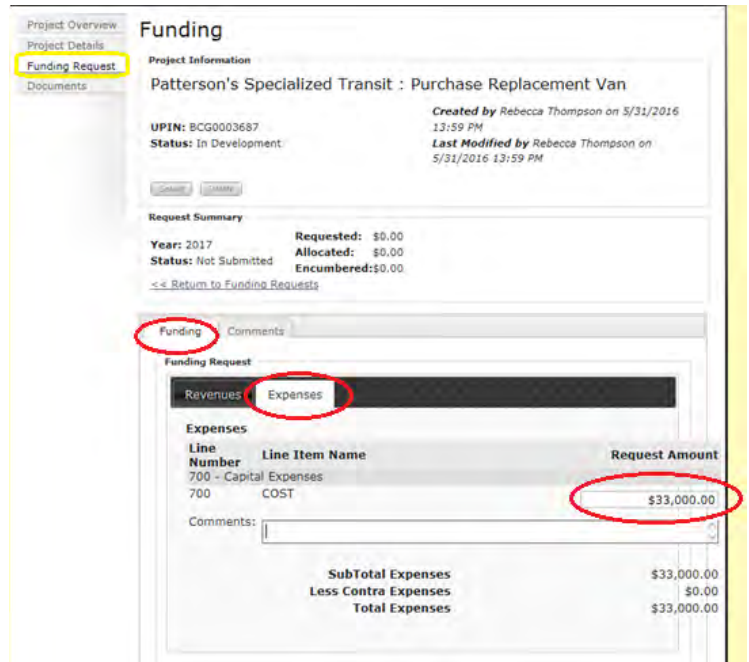 Project Overview
Project Details
Funding Request
Documents
Funding
Project Information
Patterson's Specialized Transit : Purchase Replacement Van
UPIN: BCG0003687
Status: In Development
Created by Rebecca Thompson on 5/31/2016
13:59 PM
Last Modified by Rebecca Thompson on
5/31/2016 13:59 PM
Request Summary
Year: 2017
Status: Not Submitted
Requested: $0.00
Allocated: $0.00
Encumbered:$0.00
<< Return to Funding Requests
Funding Comments
Funding Request
Revenues Expenses
Expenses
Line Number Line Item Name Request Amount
700 - Capital Expenses
700 COST $33,000.00
Comments:
SubTotal Expenses $33,000.00
Less Contra Expenses $0.00
Total Expenses $33,000.00